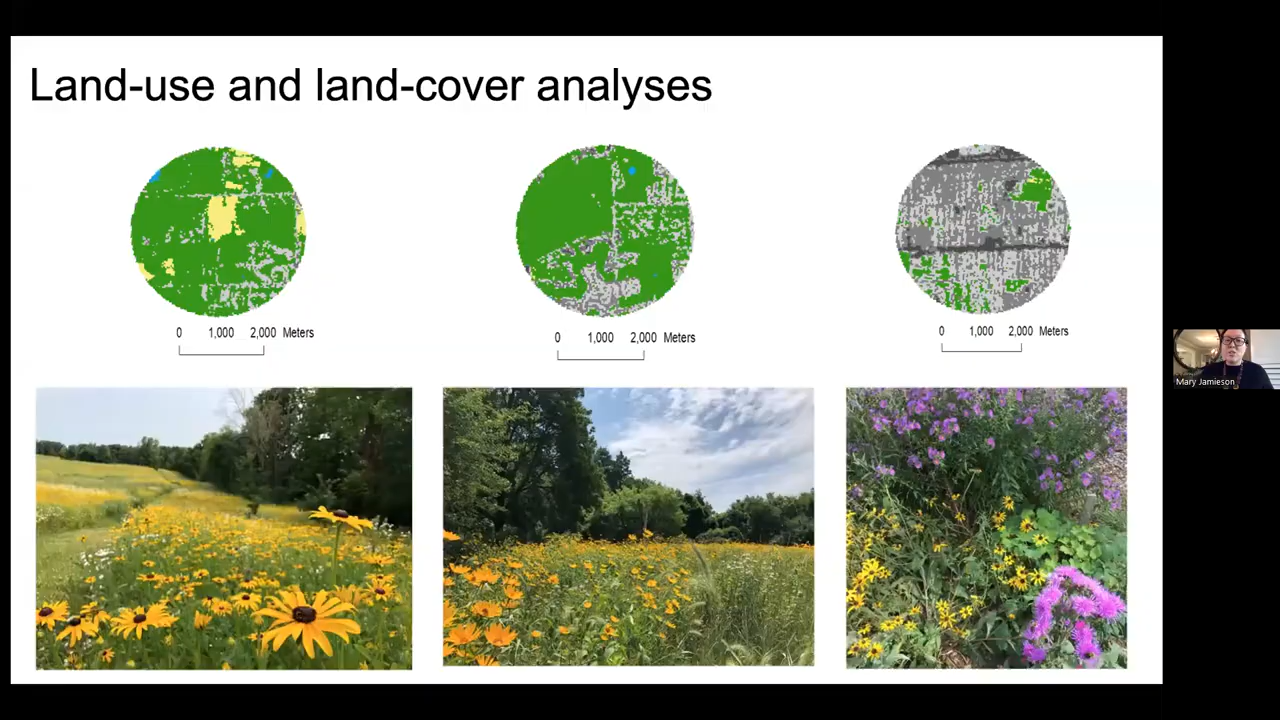 Land-use and land-cover analyses
0 1,000 2,000 Meters
0 1,000 2,000 Meters
0 1,000 2,000 Meters
Mary Jamieson